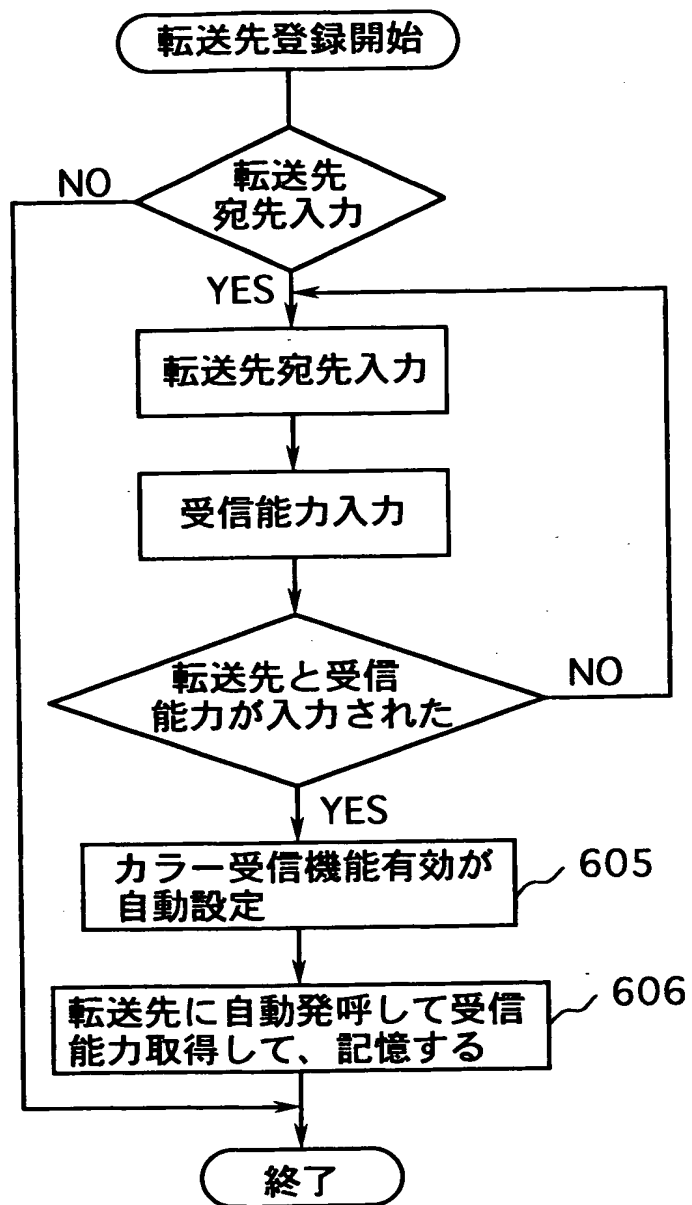 転送先登録開始
転送先
宛先入力
NO
YES
転送先宛先入力
受信能力入力
転送先と受信
能力が入力された
NO
YES
カラー受信機能有効が
自動設定
605
転送先に自動発呼して受信
能力取得して、記憶する
606
終了